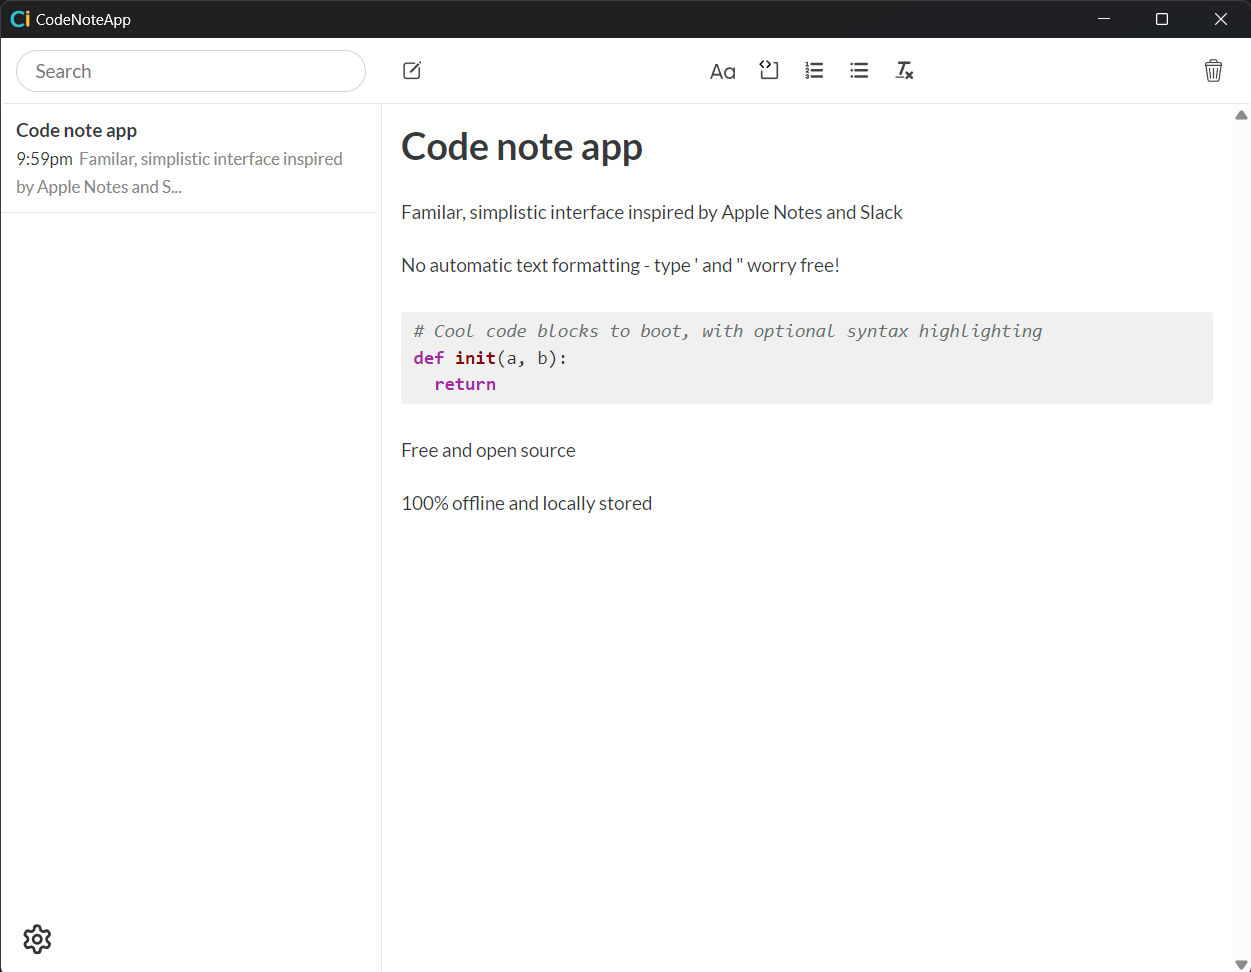 Ci CodeNoteApp
Search
Aa
Code note app
9:59pm Familar, simplistic interface inspired
by Apple Notes and S...
Code note app
Familar, simplistic interface inspired by Apple Notes and Slack
No automatic text formatting - type ' and " worry free!
# Cool code blocks to boot, with optional syntax highlighting
def init(a, b):
  return
Free and open source
100% offline and locally stored